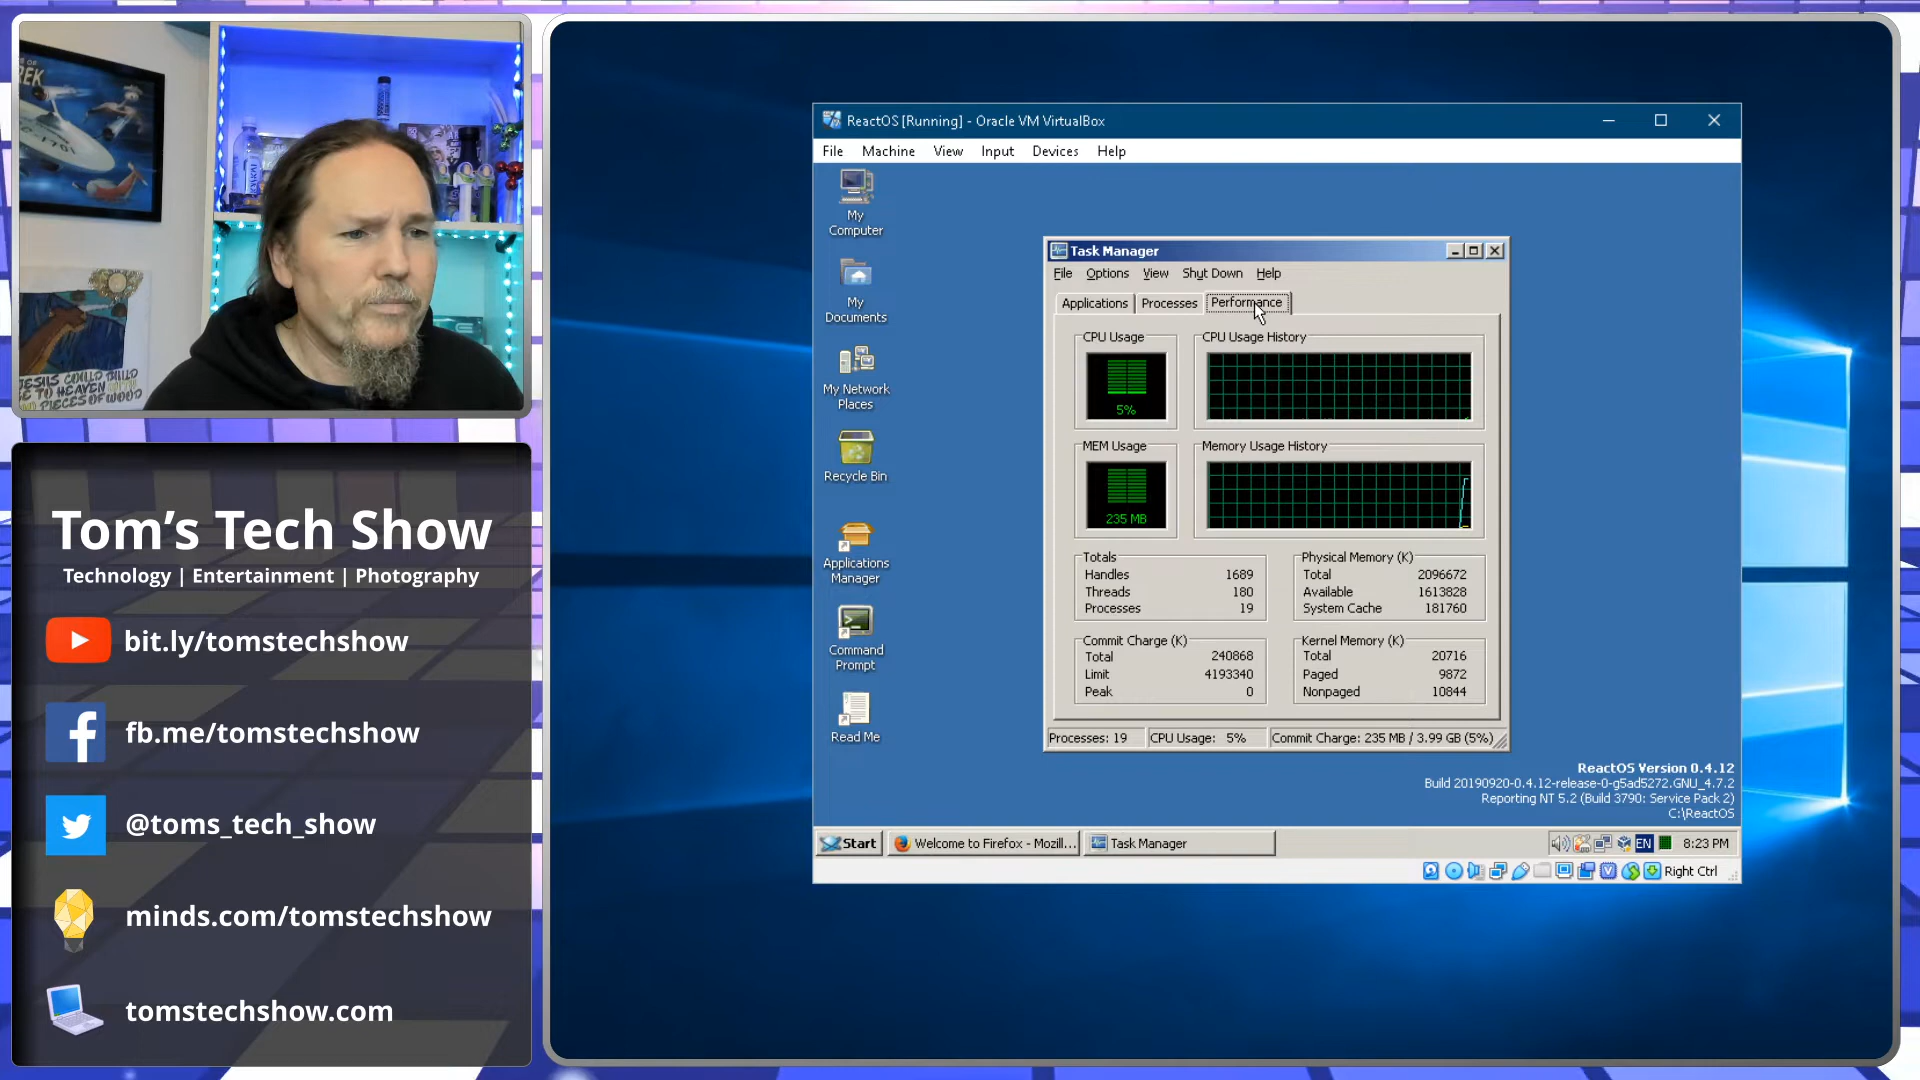 REK
1701
JESUS COULD BUILD
PIECES OF WOOD
Tom's Tech Show
Technology | Entertainment | Photography
bit.ly/tomstechshow
fb.me/tomstechshow
@toms_tech_show
minds.com/tomstechshow
tomstechshow.com
ReactOS [Running] - Oracle VM VirtualBox
File Machine View Input Devices Help
My
Computer
My
Documents
My Network
Places
Recycle Bin
Applications
Manager
Command
Prompt
Read Me
Task Manager
File Options View Shut Down Help
Applications Processes Performance
CPU Usage CPU Usage History
5%
MEM Usage Memory Usage History
235 MB
Totals
Handles 1689
Threads 180
Processes 19
Physical Memory (K)
Total 2096672
Available 1613828
System Cache 181760
Commit Charge (K)
Total 240868
Limit 4193340
Peak 0
Kernel Memory (K)
Total 20716
Paged 9872
Nonpaged 10844
Processes: 19 CPU Usage: 5% Commit Charge: 235 MB / 3.99 GB (5%)
ReactOS Version 0.4.12
Build 20190920-0.4.12-release-0-g5ad5272.GNU_4.7.2
Reporting NT 5.2 (Build 3790: Service Pack 2)
C:\ReactOS
Start Welcome to Firefox - Mozill... Task Manager EN 8:23 PM
Right Ctrl